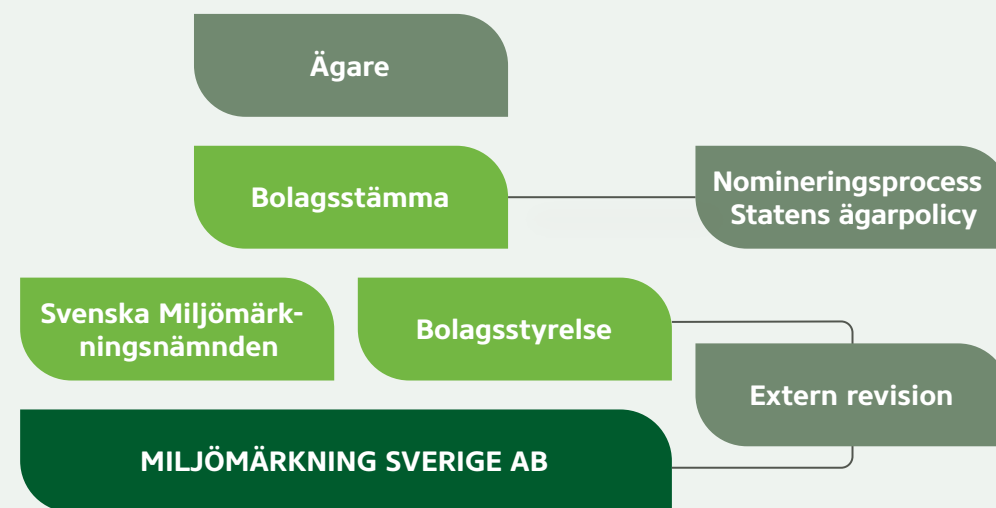 Ägare
Bolagsstämma
Nomineringsprocess
Statens ägarpolicy
Svenska Miljömärk-
ningsnämnden
Bolagsstyrelse
Extern revision
MILJÖMÄRKNING SVERIGE AB